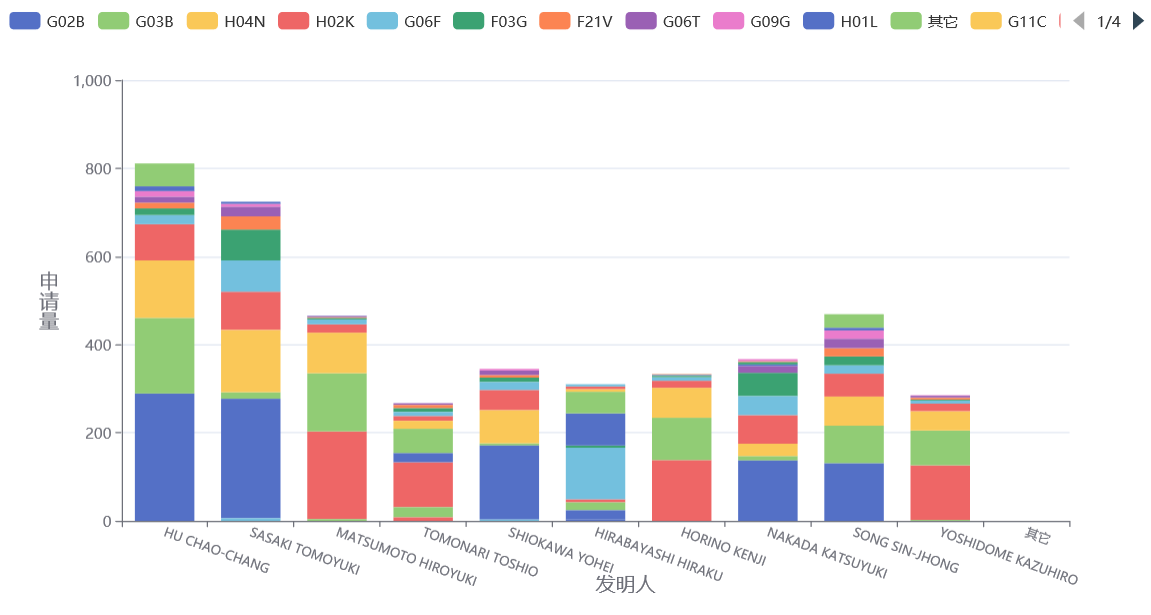 G02B G03B H04N H02K G06F F03G F21V G06T G09G H01L 其它 G11C 1/4
1,000
800
600
400
200
0
申请量
HU CHAO-CHANG
SASAKI TOMOYUKI
MATSUMOTO HIROYUKI
TOMONARI TOSHIO
SHIOKAWA YOHEI
HIRABAYASHI HIRAKU
HORINO KENJI
NAKADA KATSUYUKI
SONG SIN-JHONG
YOSHIDOME KAZUHIRO
其它
发明人